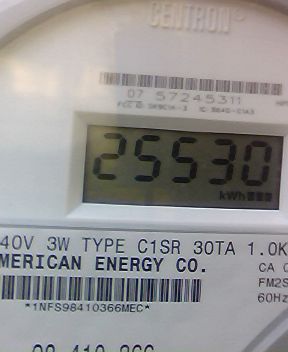 CENTRON
07 57245311
25530
kWh
40V 3W TYPE C1SR 30TA 1.0K
MERICAN ENERGY CO.
CA 0
FM2S
60Hz
*1NFS98410366MEC*